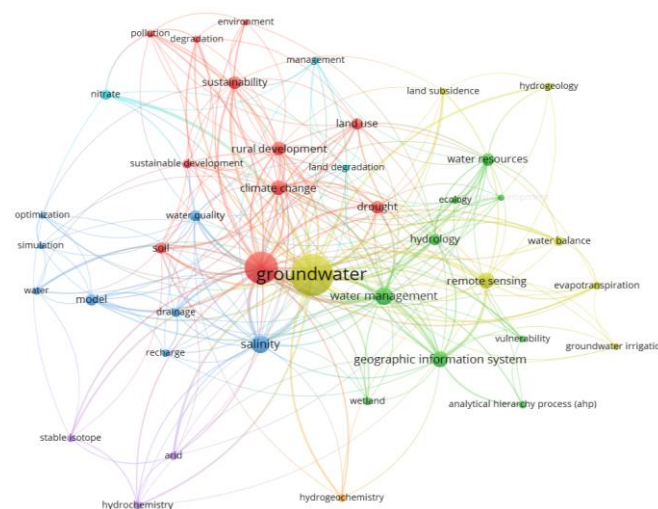 environment
pollution
degradation
management
sustainability
nitrate
land subsidence
hydrogeology
land use
rural development
water resources
sustainable development
land degradation
climate change
ecology
drought
optimization
water quality
hydrology
water balance
simulation
soil
groundwater
remote sensing
evapotranspiration
water
model
water management
drainage
salinity
vulnerability
recharge
geographic information system
groundwater irrigatio
wetland
analytical hierarchy process (ahp)
stable isotope
arid
hydrogeochemistry
hydrochemistry